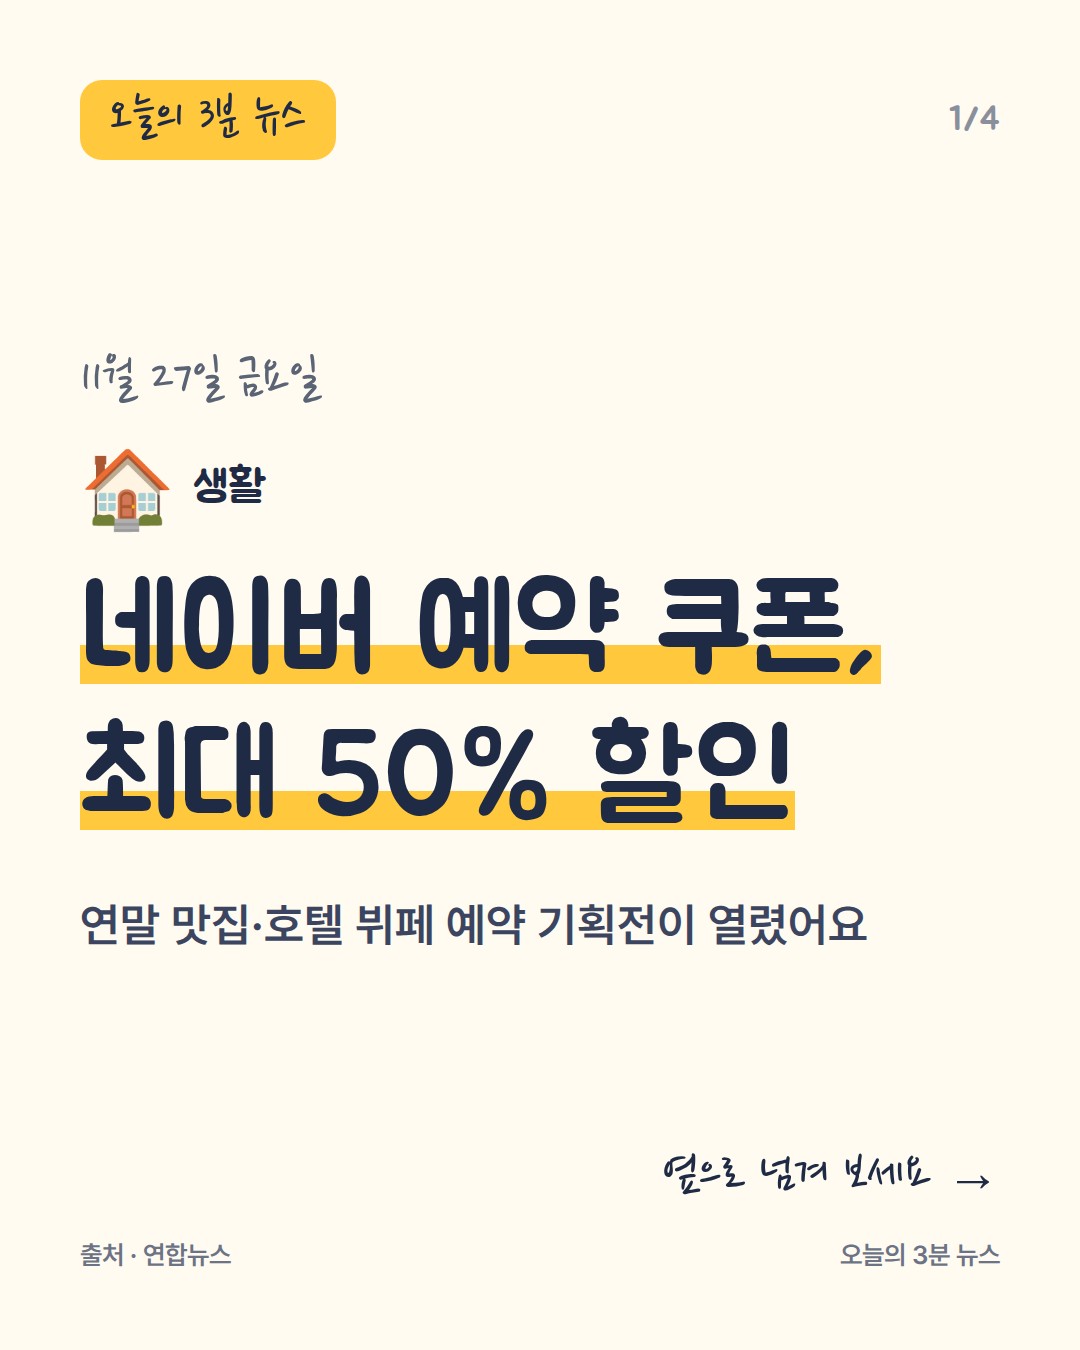 오늘의 3분 뉴스
1/4
11월 27일 금요일
생활
네이버 예약 쿠폰,
최대 50% 할인
연말 맛집·호텔 뷔페 예약 기획전이 열렸어요
옆으로 넘겨 보세요 →
출처 · 연합뉴스
오늘의 3분 뉴스